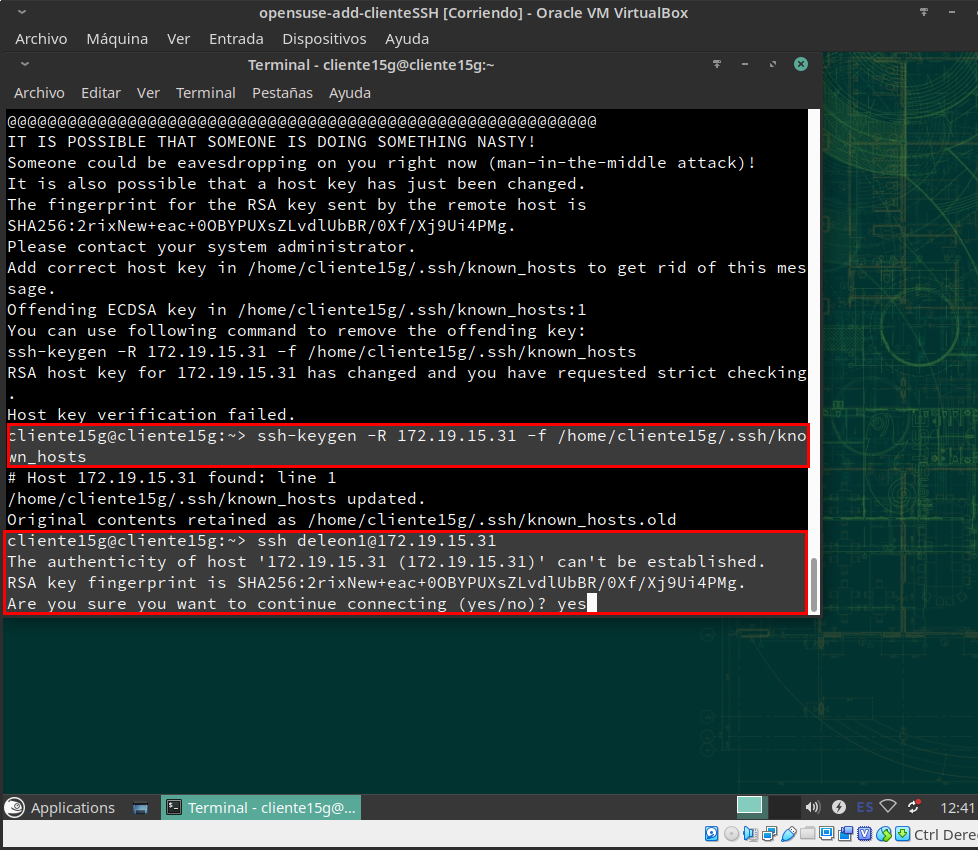 opensuse-add-clienteSSH [Corriendo] - Oracle VM VirtualBox
Archivo Máquina Ver Entrada Dispositivos Ayuda
Terminal - cliente15g@cliente15g:~
Archivo Editar Ver Terminal Pestañas Ayuda
@@@@@@@@@@@@@@@@@@@@@@@@@@@@@@@@@@@@@@@@@@@@@@@@@@@@@@@@@@@
IT IS POSSIBLE THAT SOMEONE IS DOING SOMETHING NASTY!
Someone could be eavesdropping on you right now (man-in-the-middle attack)!
It is also possible that a host key has just been changed.
The fingerprint for the RSA key sent by the remote host is
SHA256:2rixNew+eac+0OBYPUXsZLvdlUbBR/0Xf/Xj9Ui4PMg.
Please contact your system administrator.
Add correct host key in /home/cliente15g/.ssh/known_hosts to get rid of this mes
sage.
Offending ECDSA key in /home/cliente15g/.ssh/known_hosts:1
You can use following command to remove the offending key:
ssh-keygen -R 172.19.15.31 -f /home/cliente15g/.ssh/known_hosts
RSA host key for 172.19.15.31 has changed and you have requested strict checking
.
Host key verification failed.
cliente15g@cliente15g:~> ssh-keygen -R 172.19.15.31 -f /home/cliente15g/.ssh/kno
wn_hosts
# Host 172.19.15.31 found: line 1
/home/cliente15g/.ssh/known_hosts updated.
Original contents retained as /home/cliente15g/.ssh/known_hosts.old
cliente15g@cliente15g:~> ssh deleon1@172.19.15.31
The authenticity of host '172.19.15.31 (172.19.15.31)' can't be established.
RSA key fingerprint is SHA256:2rixNew+eac+0OBYPUXsZLvdlUbBR/0Xf/Xj9Ui4PMg.
Are you sure you want to continue connecting (yes/no)? yes
Applications Terminal - cliente15g@... ES 12:41
Ctrl Dere